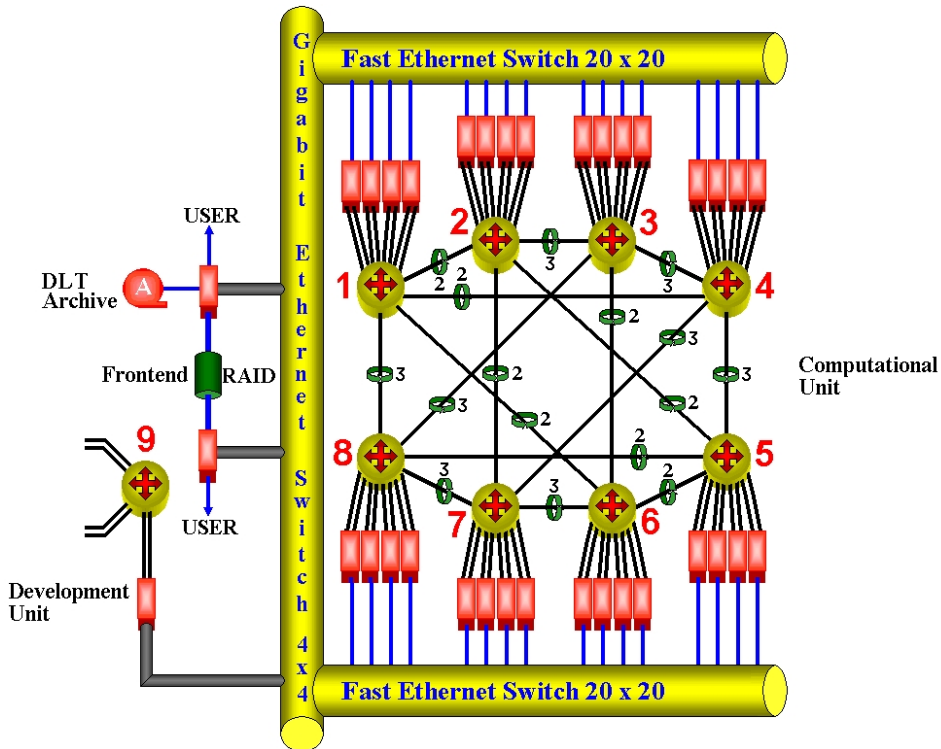 Gigabit Ethernet Switch 4x4
Fast Ethernet Switch 20 x 20
2
3
3
2
3
USER
2
2
3
DLT
Archive
A
1
4
2
3
Frontend
RAID
3
2
3
Computational
Unit
3
2
2
9
8
2
5
3
3
2
7
6
USER
Development
Unit
Fast Ethernet Switch 20 x 20